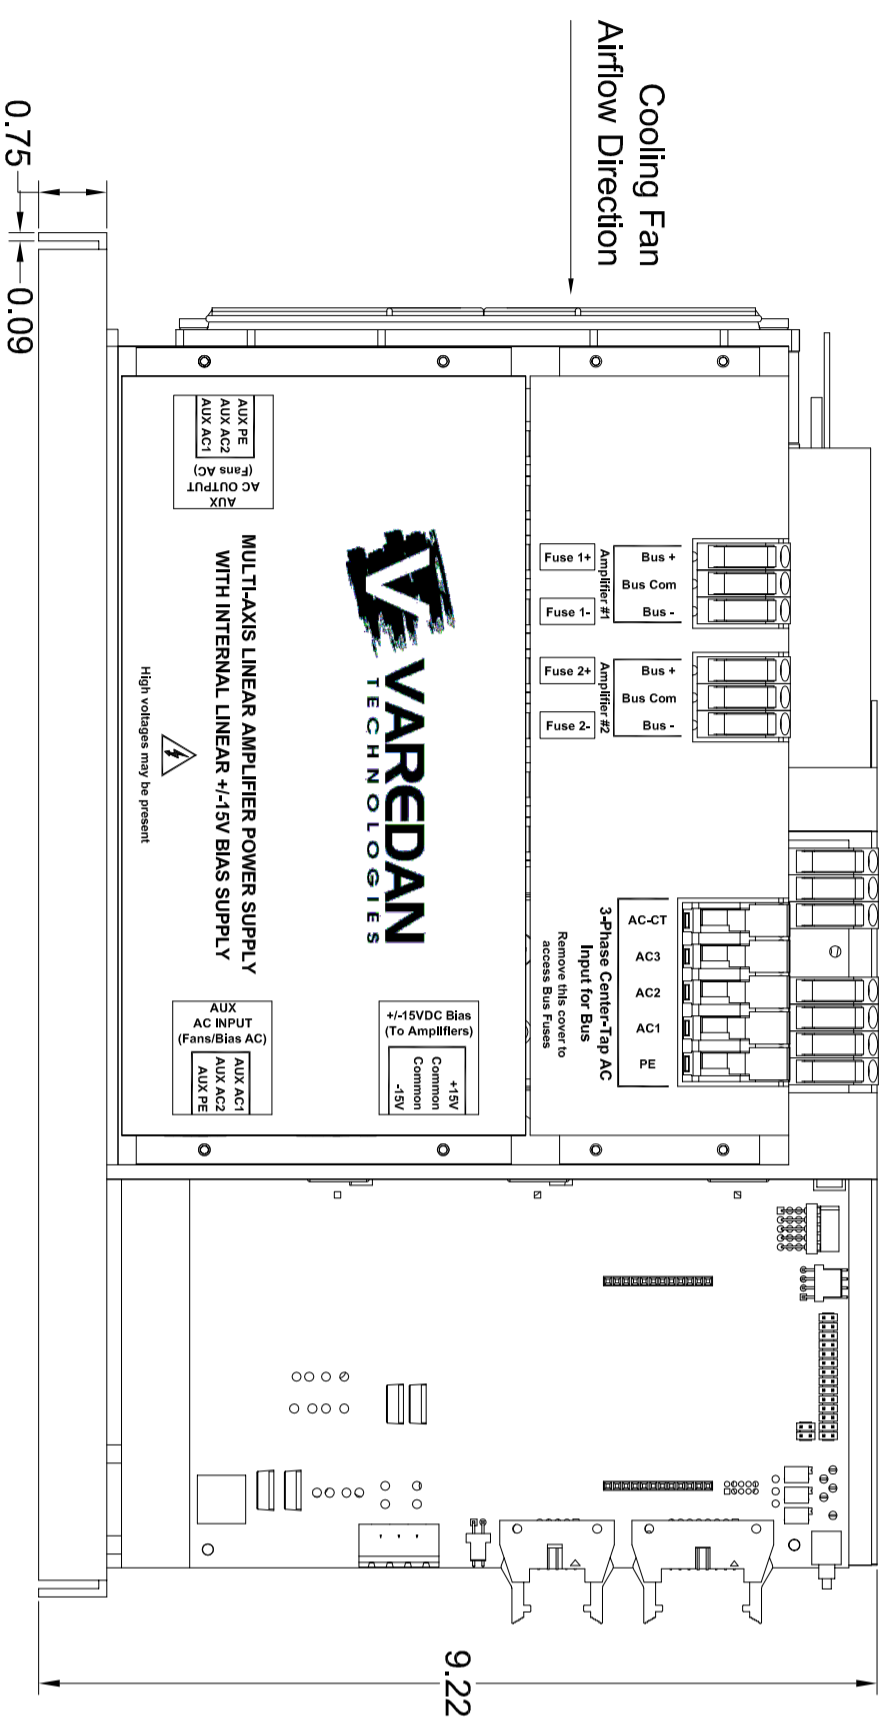 Cooling Fan
Airflow Direction
0.75
0.09
9.22
Bus +
Bus Com
Bus -
Amplifier #1
Fuse 1+
Fuse 1-
Bus +
Bus Com
Bus -
Amplifier #2
Fuse 2+
Fuse 2-
AC-CT
AC3
AC2
AC1
PE
3-Phase Center-Tap AC
Input for Bus
Remove this cover to
access Bus Fuses
VAREDAN
TECHNOLOGIES
MULTI-AXIS LINEAR AMPLIFIER POWER SUPPLY
WITH INTERNAL LINEAR +/-15V BIAS SUPPLY
High voltages may be present
AUX
AC OUTPUT
(Fans AC)
AUX PE
AUX AC2
AUX AC1
+/-15VDC Bias
(To Amplifiers)
+15V
Common
Common
-15V
AUX
AC INPUT
(Fans/Bias AC)
AUX AC1
AUX AC2
AUX PE